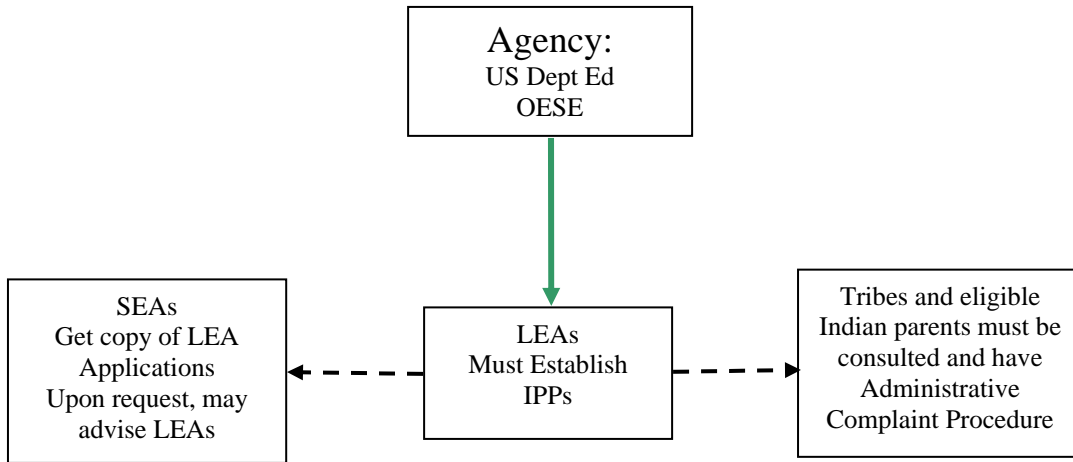 Agency:
US Dept Ed
OESE
SEAs
Get copy of LEA
Applications
Upon request, may
advise LEAs
LEAs
Must Establish
IPPs
Tribes and eligible
Indian parents must be
consulted and have
Administrative
Complaint Procedure